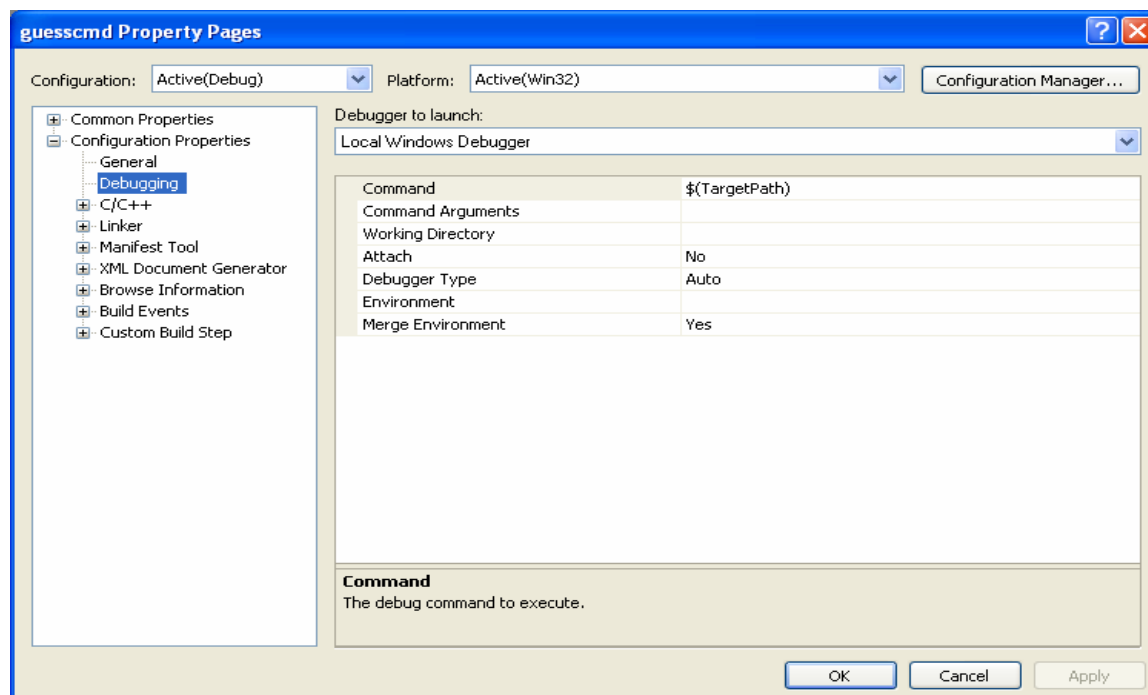 guesscmd Property Pages
Configuration: Active(Debug) Platform: Active(Win32) Configuration Manager...
Common Properties
Configuration Properties
General
Debugging
C/C++
Linker
Manifest Tool
XML Document Generator
Browse Information
Build Events
Custom Build Step
Debugger to launch:
Local Windows Debugger
Command $(TargetPath)
Command Arguments
Working Directory
Attach No
Debugger Type Auto
Environment
Merge Environment Yes
Command
The debug command to execute.
OK Cancel Apply